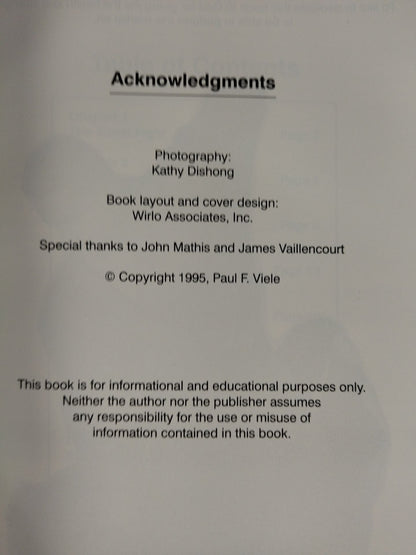 Acknowledgments
Photography:
Kathy Dishong
Book layout and cover design:
Wirlo Associates, Inc.
Special thanks to John Mathis and James Vaillencourt
© Copyright 1995, Paul F. Viele
This book is for informational and educational purposes only.
Neither the author nor the publisher assumes
any responsibility for the use or misuse of
information contained in this book.